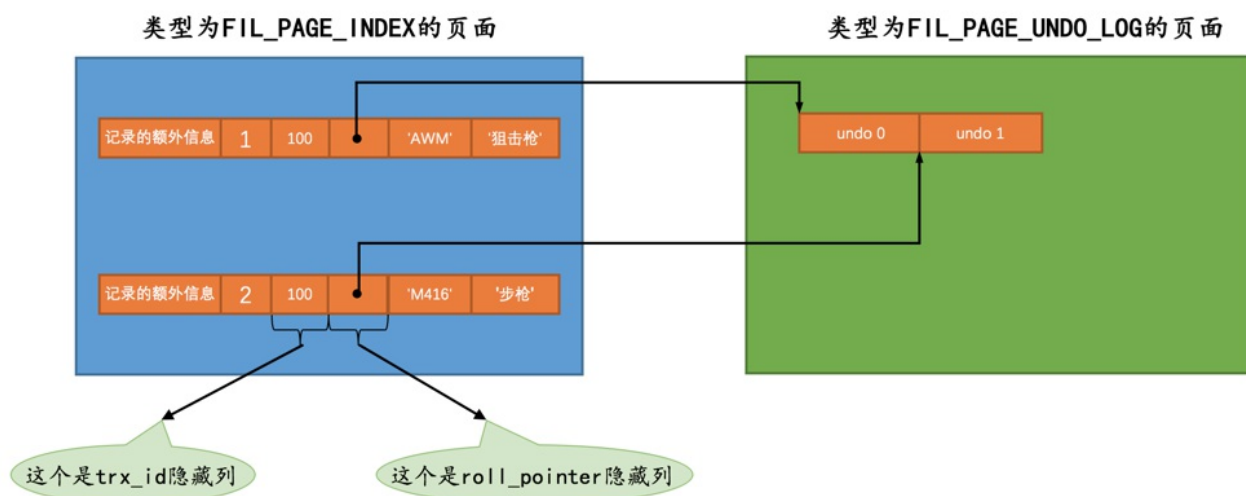 类型为FIL_PAGE_INDEX的页面
类型为FIL_PAGE_UNDO_LOG的页面
记录的额外信息 1 100 'AWM' '狙击枪'
undo 0 undo 1
记录的额外信息 2 100 'M416' '步枪'
这个是trx_id隐藏列
这个是roll_pointer隐藏列